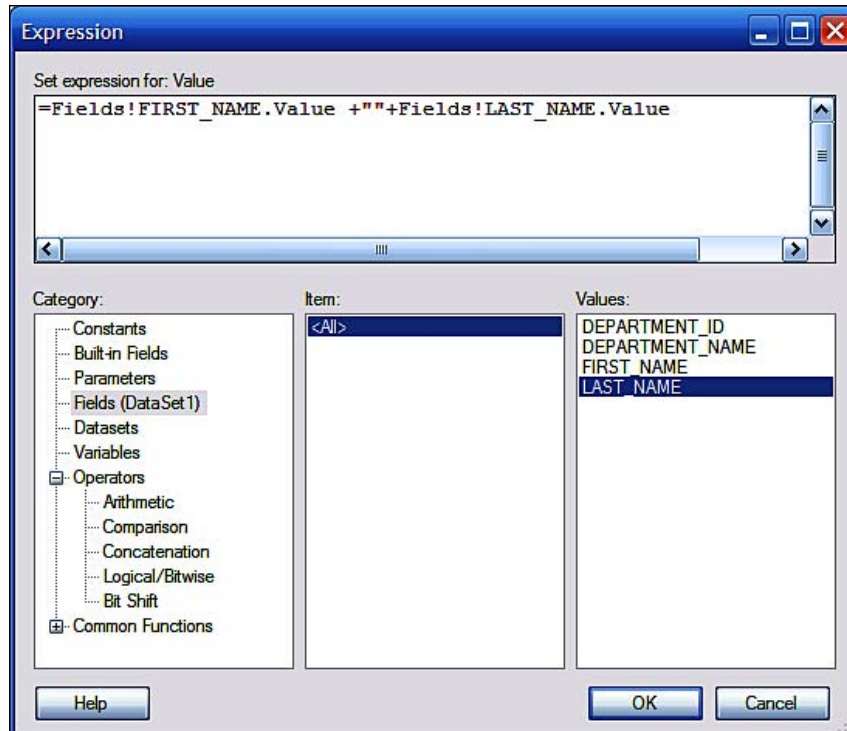 Expression
Set expression for: Value
=Fields!FIRST_NAME.Value +""+Fields!LAST_NAME.Value
Category:
Item:
Values:
Constants
Built-in Fields
Parameters
Fields (DataSet1)
Datasets
Variables
Operators
Arithmetic
Comparison
Concatenation
Logical/Bitwise
Bit Shift
Common Functions
<All>
DEPARTMENT_ID
DEPARTMENT_NAME
FIRST_NAME
LAST_NAME
Help
OK
Cancel